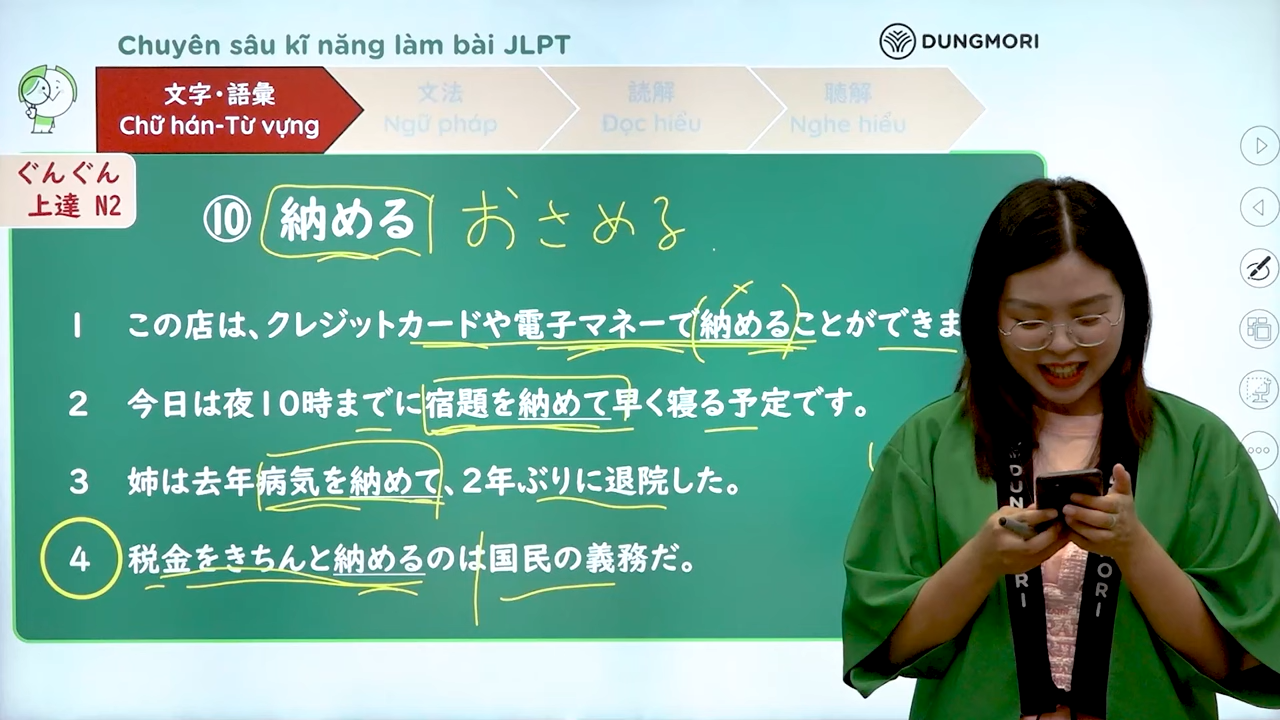 Chuyên sâu kĩ năng làm bài JLPT
DUNGMORI
文字・語彙
Chữ hán-Từ vựng
文法
Ngữ pháp
読解
Đọc hiểu
聴解
Nghe hiểu
ぐんぐん
上達 N2
⑩ 納める おさめる
1 この店は、クレジットカードや電子マネーで納めることができま
2 今日は夜10時までに宿題を納めて早く寝る予定です。
3 姉は去年病気を納めて、2年ぶりに退院した。
4 税金をきちんと納めるのは国民の義務だ。